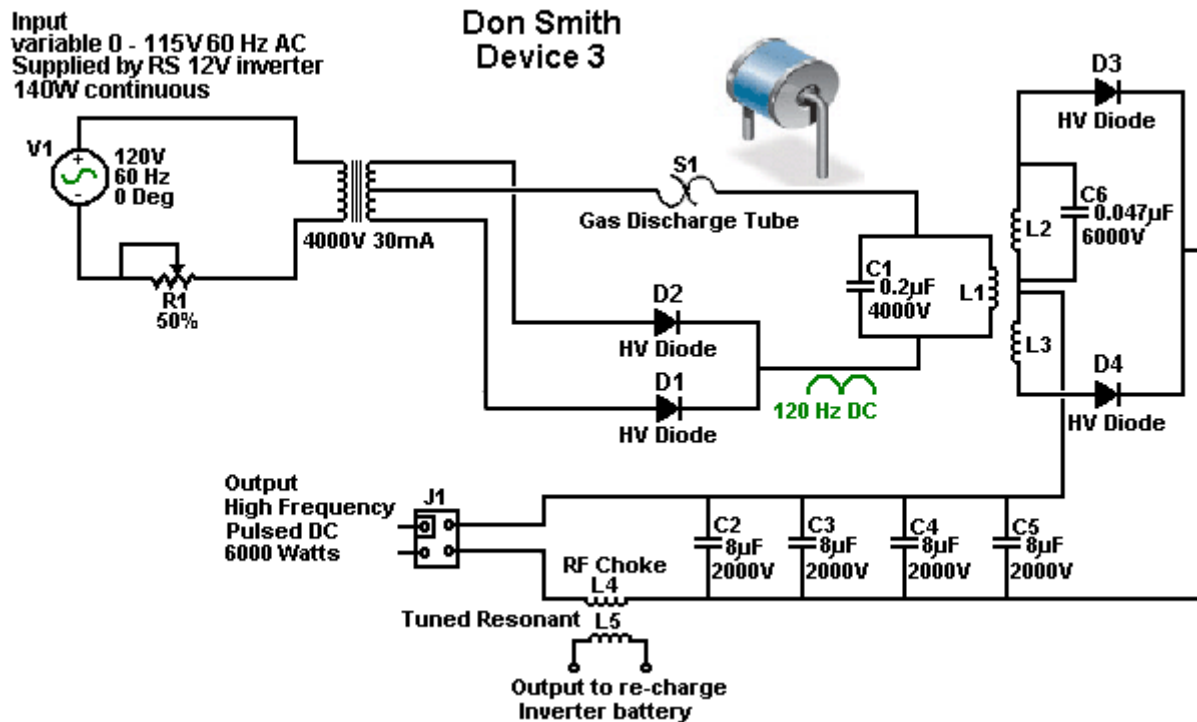 Don Smith
Device 3
Input
variable 0 - 115V 60 Hz AC
Supplied by RS 12V inverter
140W continuous
V1
120V
60 Hz
0 Deg
R1
50%
4000V 30mA
S1
Gas Discharge Tube
D2
HV Diode
D1
HV Diode
120 Hz DC
C1
0.2µF
4000V
L1
L2
L3
C6
0.047µF
6000V
D3
HV Diode
D4
HV Diode
Output
High Frequency
Pulsed DC
6000 Watts
J1
RF Choke
L4
Tuned Resonant
L5
Output to re-charge
Inverter battery
C2
8µF
2000V
C3
8µF
2000V
C4
8µF
2000V
C5
8µF
2000V